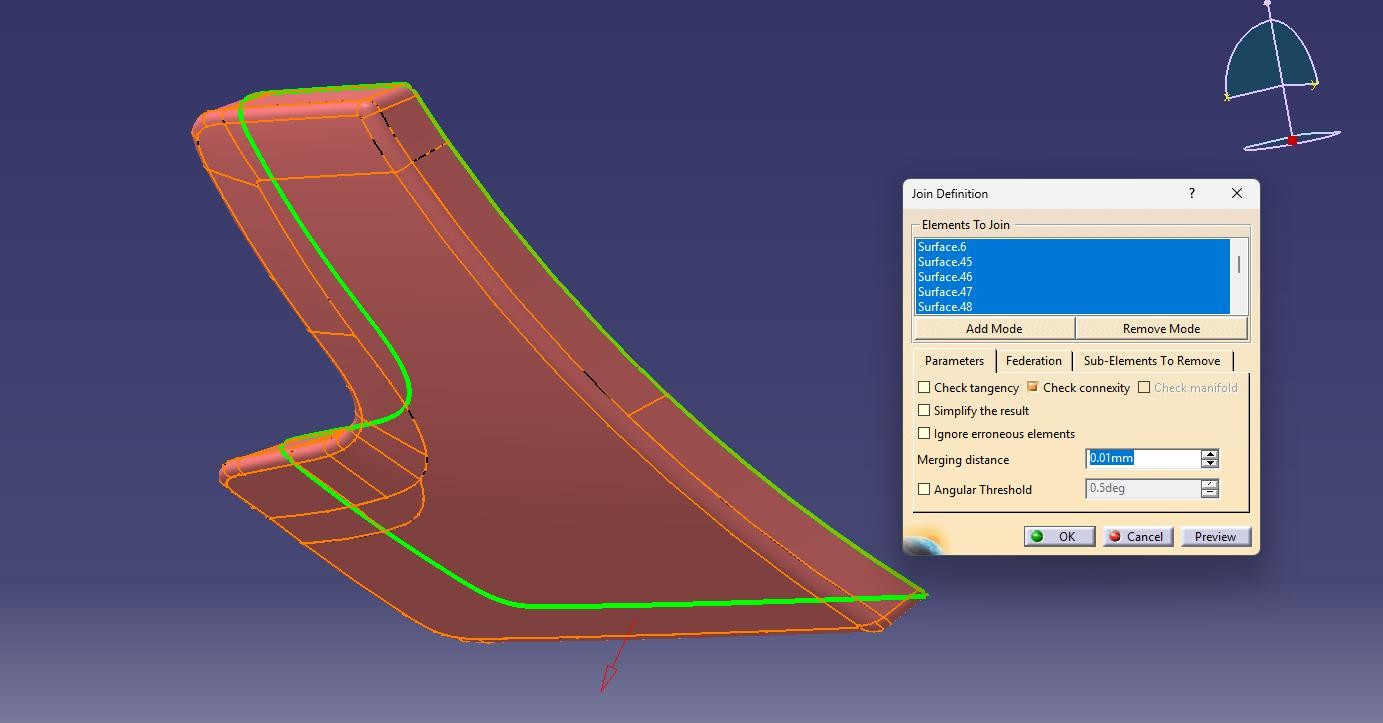 x
y
Join Definition
?
Elements To Join
Surface.6
Surface.45
Surface.46
Surface.47
Surface.48
Add Mode Remove Mode
Parameters Federation Sub-Elements To Remove
Check tangency Check connexity Check manifold
Simplify the result
Ignore erroneous elements
Merging distance 0.01mm
Angular Threshold 0.5deg
OK Cancel Preview